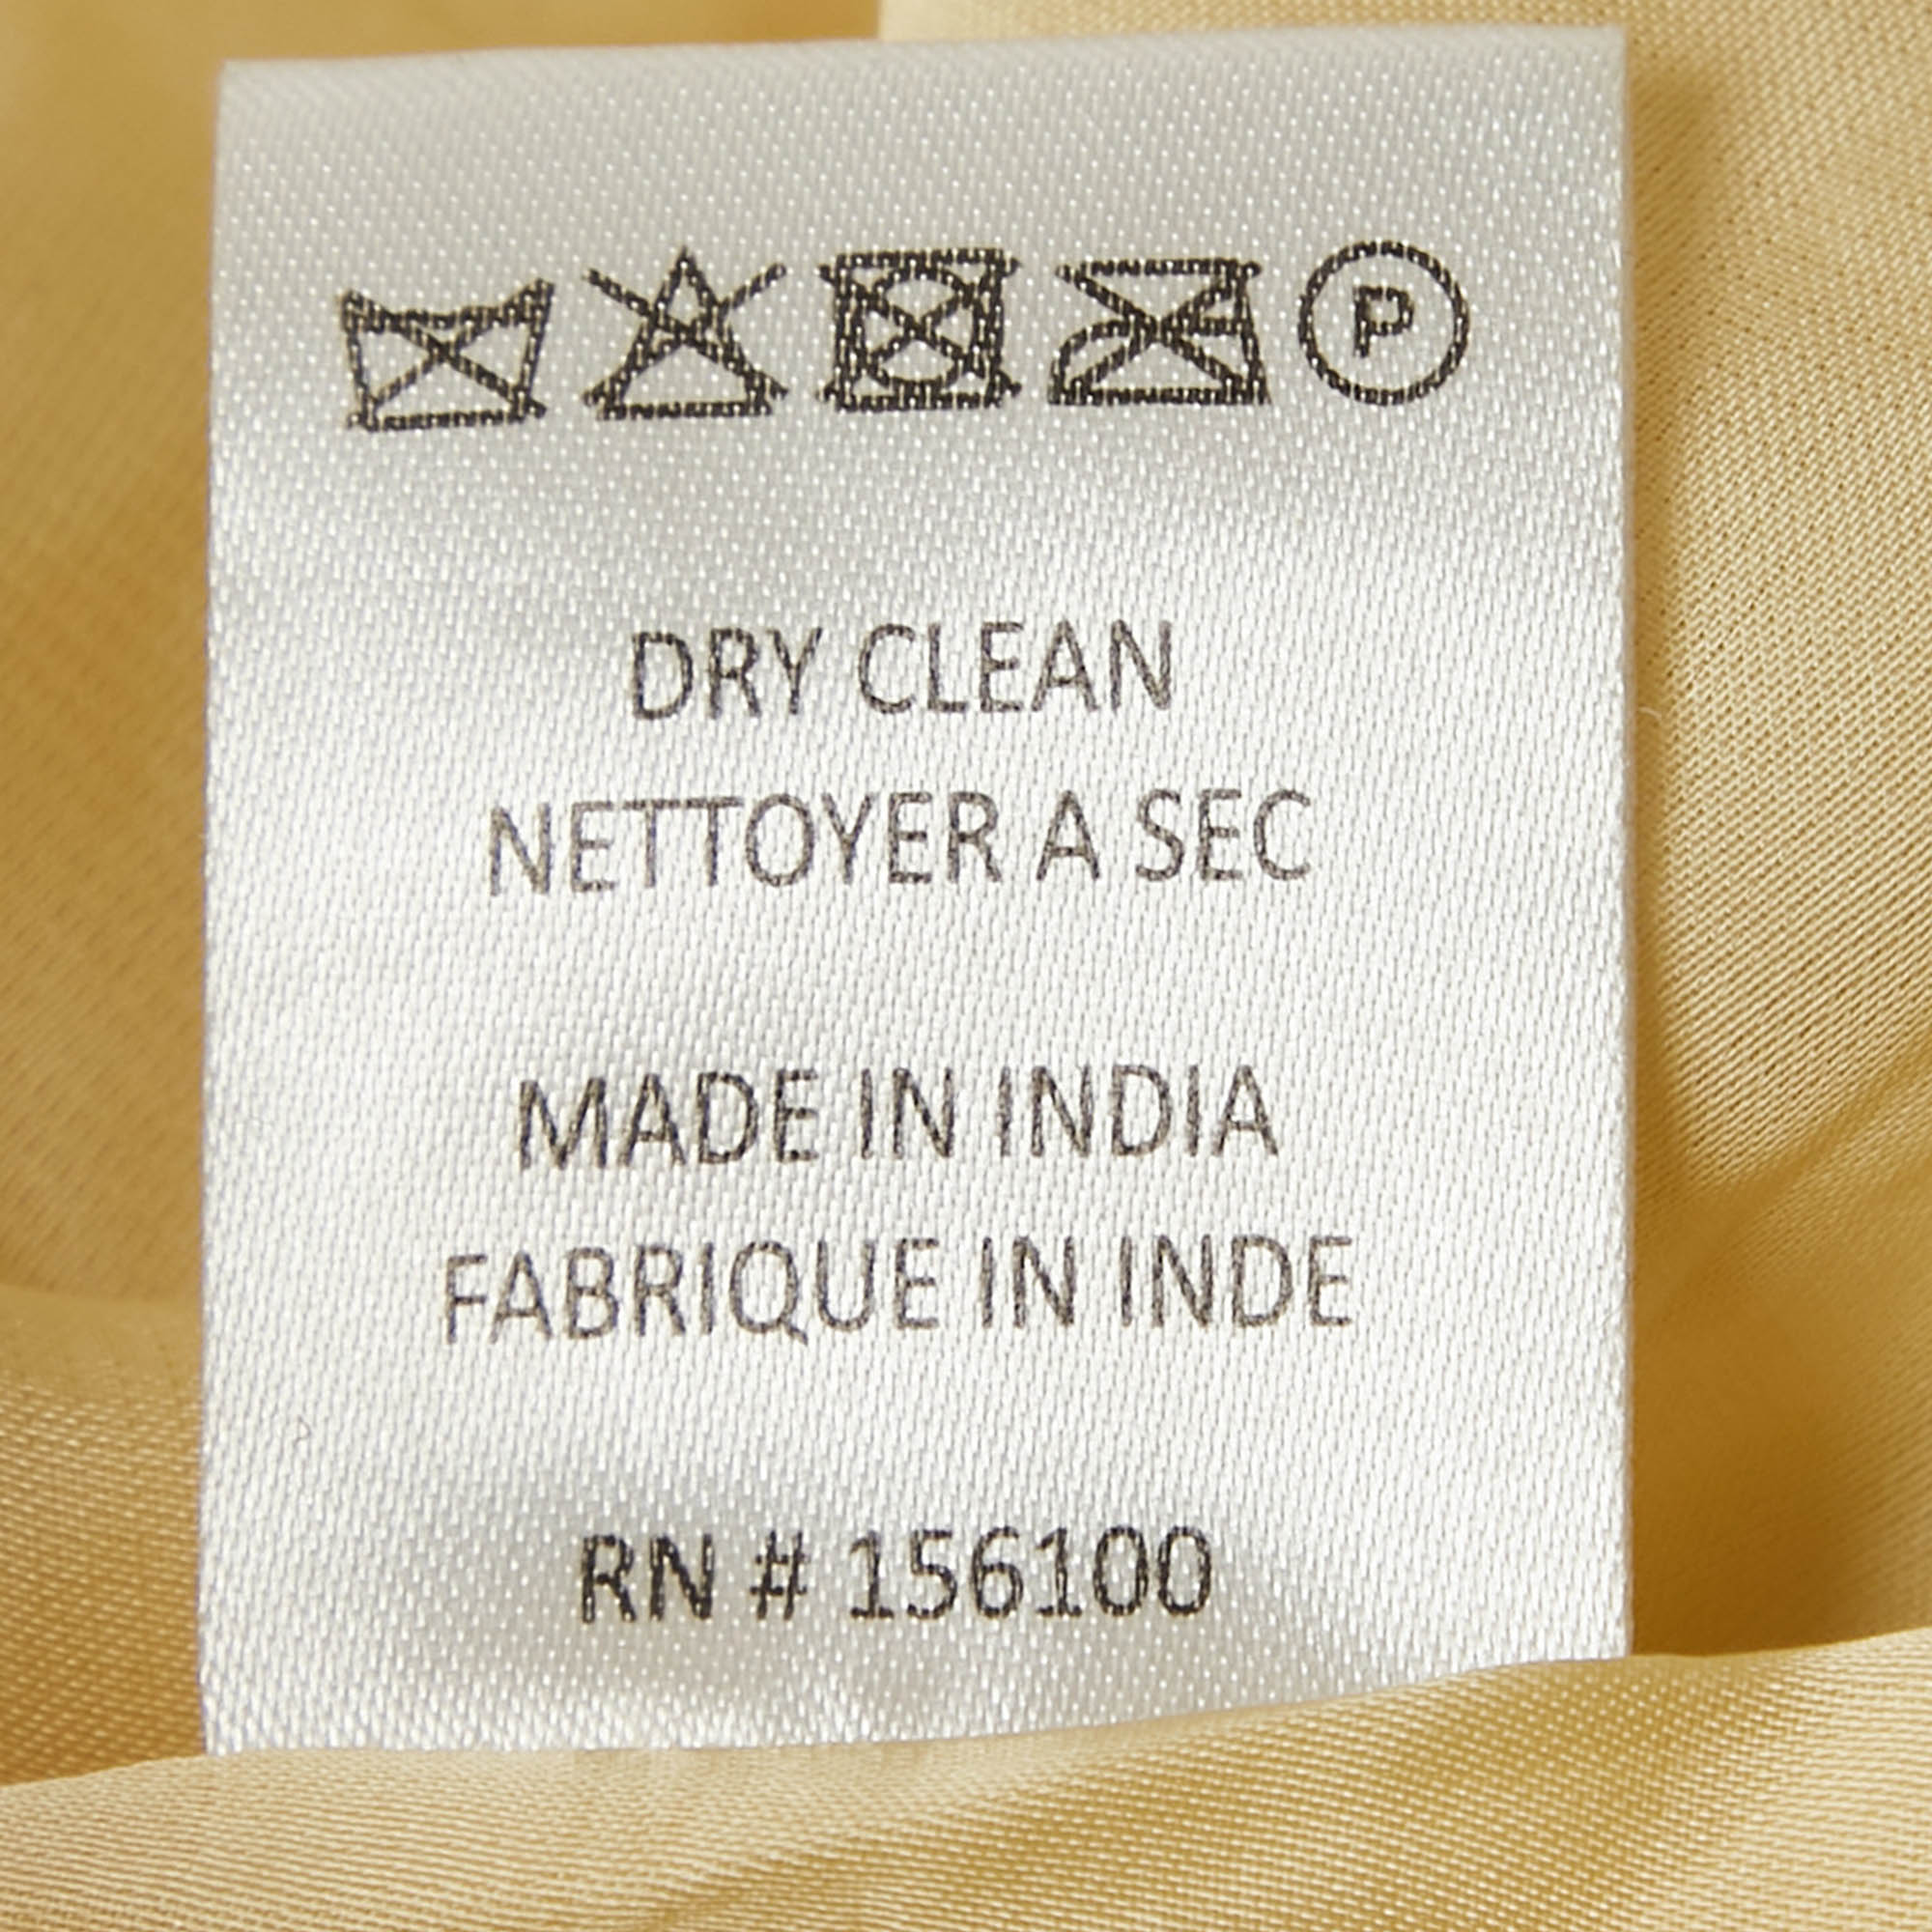 P
DRY CLEAN
NETTOYER A SEC
MADE IN INDIA
FABRIQUE IN INDE
RN # 156100